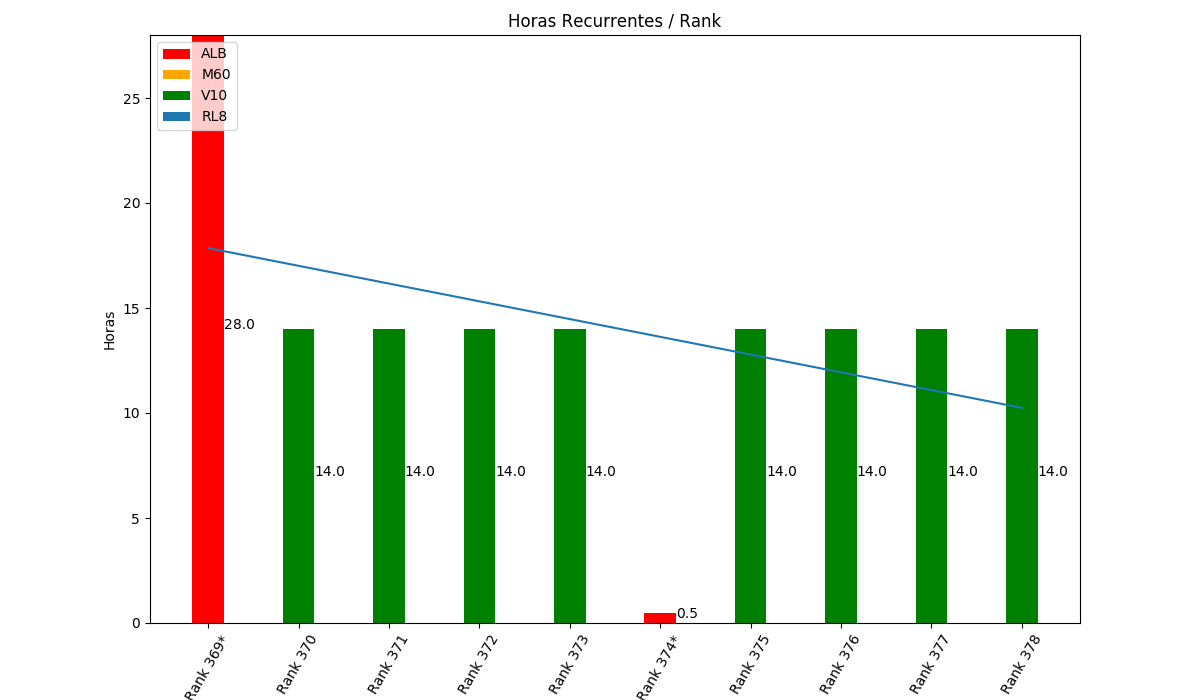 Horas Recurrentes / Rank
ALB
M60
V10
RL8
Horas
25
20
15
10
5
0
28.0
14.0
14.0
14.0
14.0
0.5
14.0
14.0
14.0
14.0
Rank 369*
Rank 370
Rank 371
Rank 372
Rank 373
Rank 374*
Rank 375
Rank 376
Rank 377
Rank 378